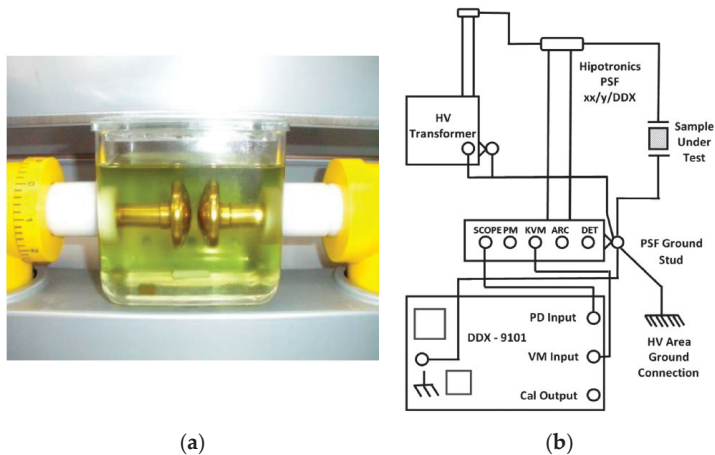 HV
Transformer
Hipotronics
PSF
xx/y/DDX
Sample
Under
Test
SCOPE PM KVM ARC DET
PSF Ground
Stud
PD Input
DDX - 9101
VM Input
Cal Output
HV Area
Ground
Connection
(a)
(b)